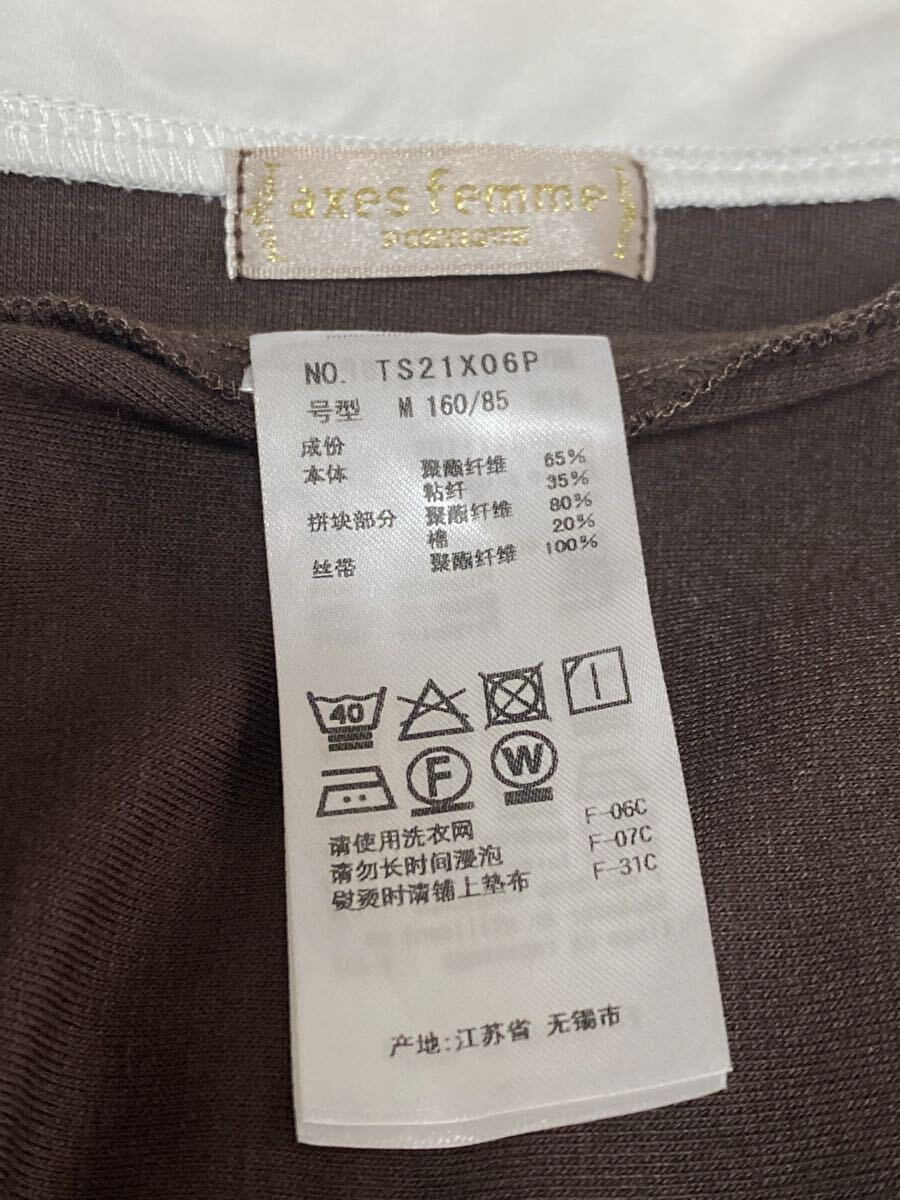 axes femme
POETIQUE
NO. TS21X06P
号型 M 160/85
成份
本体 聚酯纤维 65%
粘纤 35%
拼块部分 聚酯纤维 80%
棉 20%
丝带 聚酯纤维 100%
40
F W
请使用洗衣网 F-06C
请勿长时间浸泡 F-07C
熨烫时请铺上垫布 F-31C
产地:江苏省 无锡市